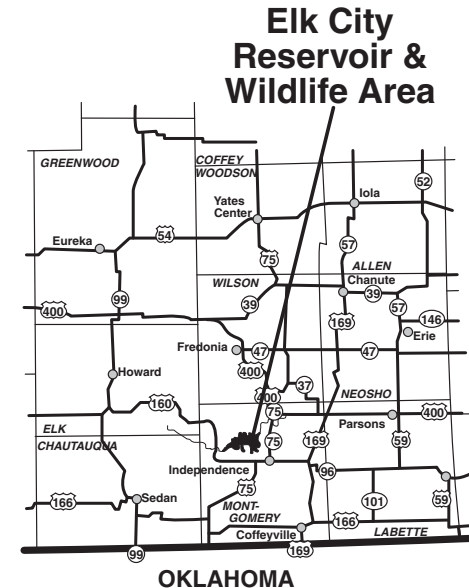 Elk City
Reservoir &
Wildlife Area
GREENWOOD
COFFEY
WOODSON
52
Yates
Center
Iola
54
57
Eureka
75
ALLEN
WILSON
Chanute
39
99
39
57
400
146
169
Erie
Fredonia
47
47
400
Howard
37
400
NEOSHO
160
75
Parsons
400
ELK
CHAUTAUQUA
75
169
59
Independence
96
75
59
166
Sedan
101
MONT-
GOMERY
166
Coffeyville
LABETTE
99
169
OKLAHOMA